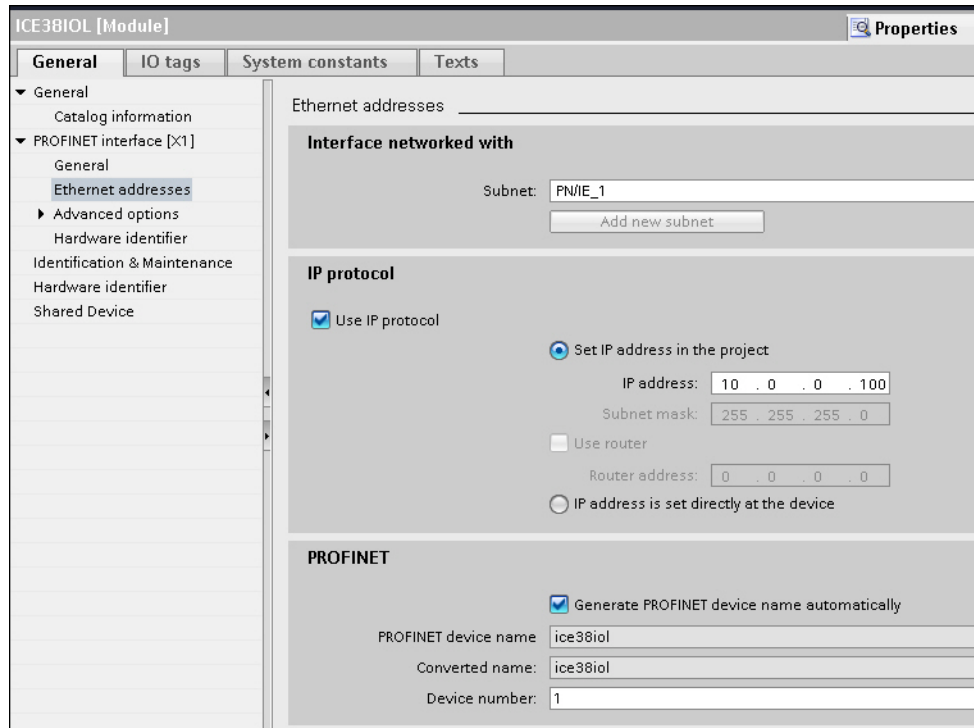 ICE38IOL [Module]
Properties
General
IO tags
System constants
Texts
General
Catalog information
PROFINET interface [X1]
General
Ethernet addresses
Advanced options
Hardware identifier
Identification & Maintenance
Hardware identifier
Shared Device
Ethernet addresses
Interface networked with
Subnet: PN/IE_1
Add new subnet
IP protocol
Use IP protocol
Set IP address in the project
IP address: 10 . 0 . 0 . 100
Subnet mask: 255 . 255 . 255 . 0
Use router
Router address: 0 . 0 . 0 . 0
IP address is set directly at the device
PROFINET
Generate PROFINET device name automatically
PROFINET device name ice38iol
Converted name: ice38iol
Device number: 1